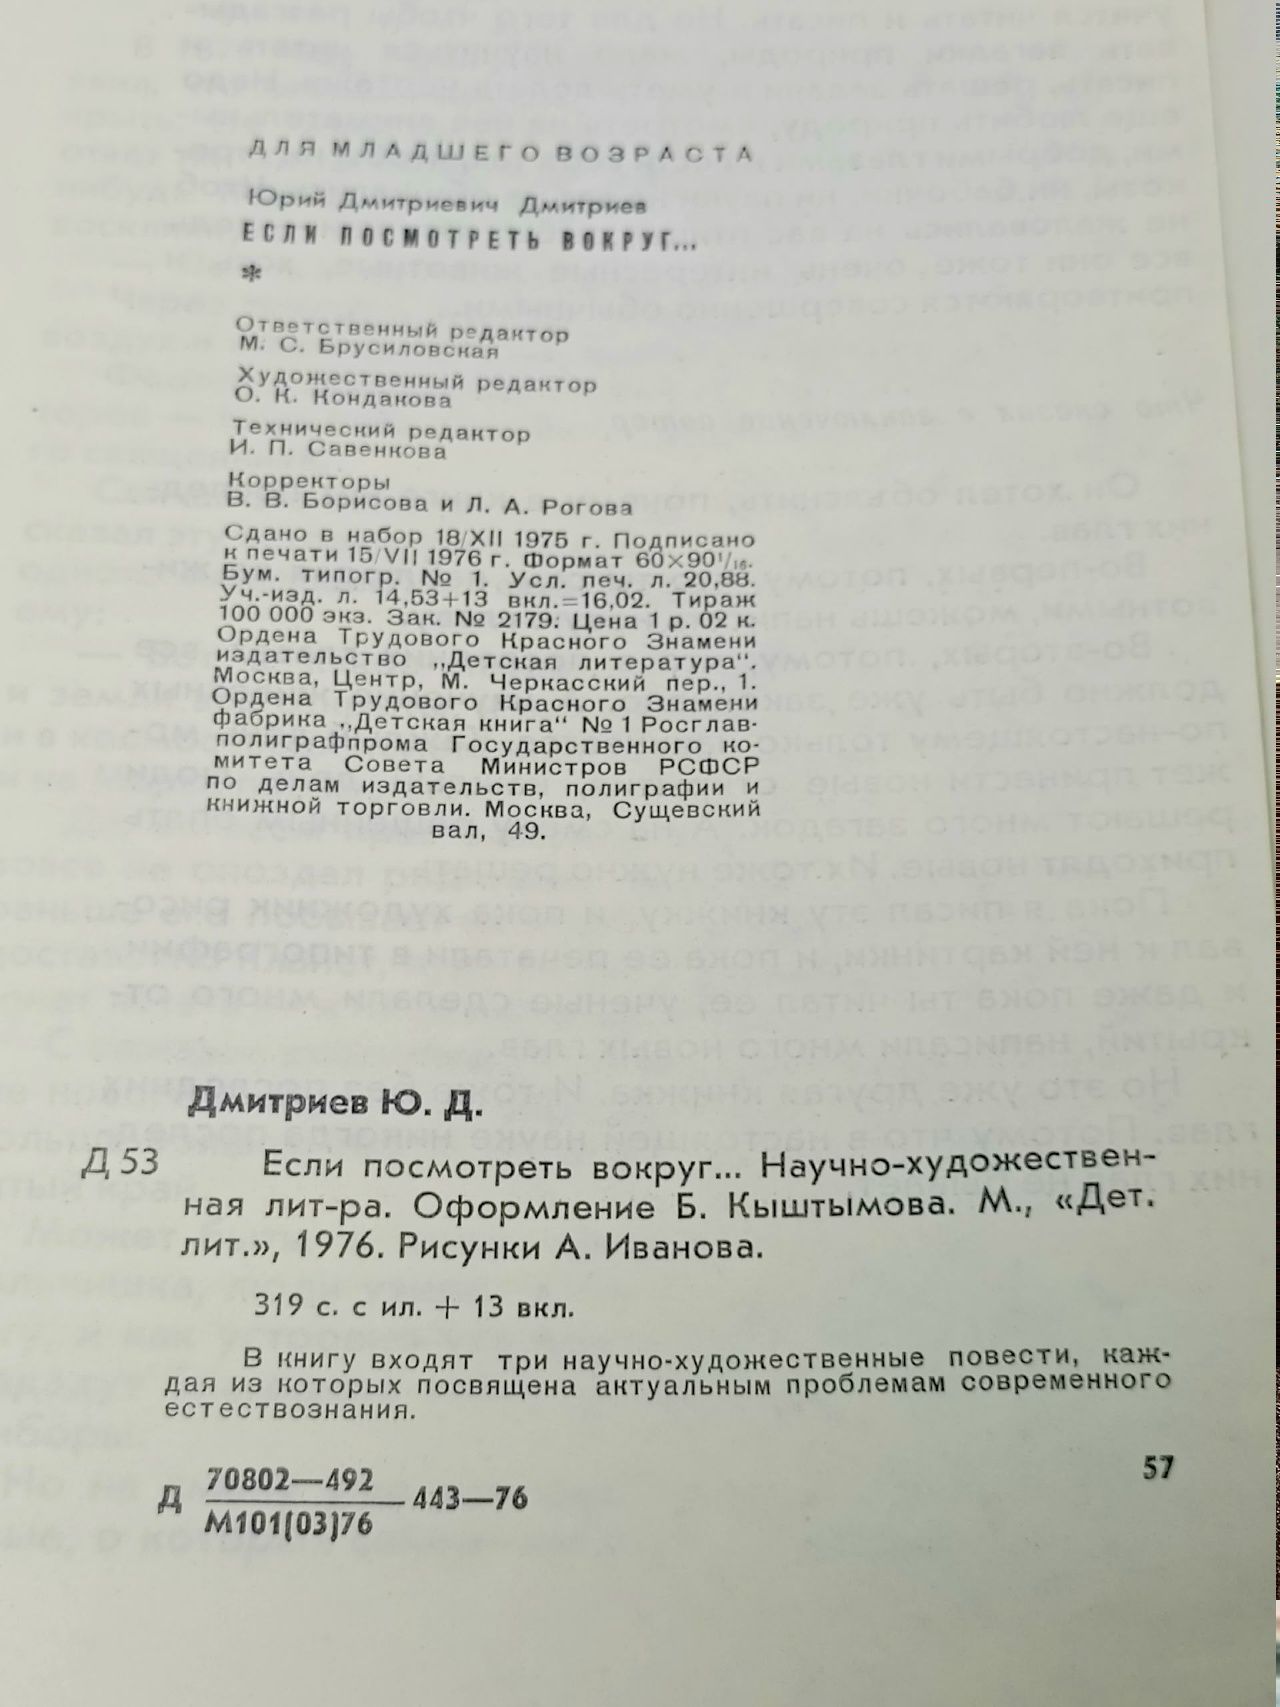 ДЛЯ МЛАДШЕГО ВОЗРАСТА
Юрий Дмитриевич Дмитриев
ЕСЛИ ПОСМОТРЕТЬ ВОКРУГ...
*
Ответственный редактор
М. С. Брусиловская
Художественный редактор
О. К. Кондакова
Технический редактор
И. П. Савенкова
Корректоры
В. В. Борисова и Л. А. Рогова
Сдано в набор 18/XII 1975 г. Подписано
к печати 15/VII 1976 г. Формат 60×90¹/₁₆.
Бум. типогр. № 1. Усл. печ. л. 20,88.
Уч.-изд. л. 14,53+13 вкл.=16,02. Тираж
100 000 экз. Зак. № 2179. Цена 1 р. 02 к.
Ордена Трудового Красного Знамени
издательство „Детская литература“.
Москва, Центр, М. Черкасский пер., 1.
Ордена Трудового Красного Знамени
фабрика „Детская книга“ № 1 Росглав-
полиграфпрома Государственного ко-
митета Совета Министров РСФСР
по делам издательств, полиграфии и
книжной торговли. Москва, Сущевский
вал, 49.
Дмитриев Ю. Д.
Д 53 Если посмотреть вокруг... Научно-художествен-
ная лит-ра. Оформление Б. Кыштымова. М., «Дет.
лит.», 1976. Рисунки А. Иванова.
319 с. с ил. + 13 вкл.
В книгу входят три научно-художественные повести, каж-
дая из которых посвящена актуальным проблемам современного
естествознания.
Д 70802—492
М101(03)76 443—76
57